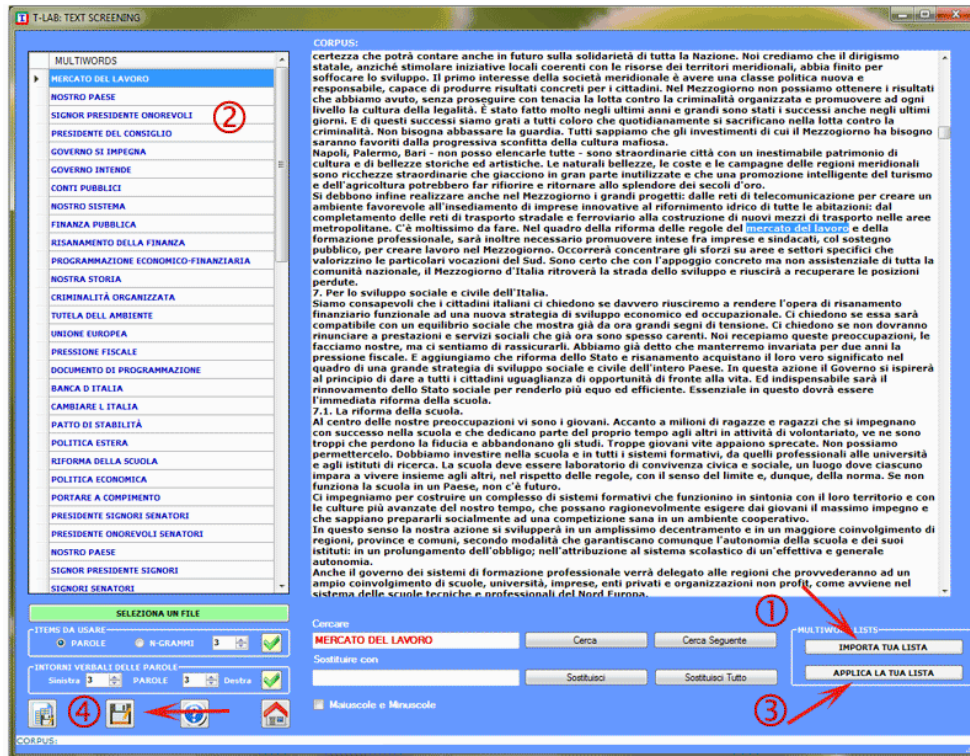 T-LAB: TEXT SCREENING
MULTIWORDS
MERCATO DEL LAVORO
NOSTRO PAESE
SIGNOR PRESIDENTE ONOREVOLI
PRESIDENTE DEL CONSIGLIO
GOVERNO SI IMPEGNA
GOVERNO INTENDE
CONTI PUBBLICI
NOSTRO SISTEMA
FINANZA PUBBLICA
RISANAMENTO DELLA FINANZA
PROGRAMMAZIONE ECONOMICO-FINANZIARIA
NOSTRA STORIA
CRIMINALITÀ ORGANIZZATA
TUTELA DELL AMBIENTE
UNIONE EUROPEA
PRESSIONE FISCALE
DOCUMENTO DI PROGRAMMAZIONE
BANCA D ITALIA
CAMBIARE L ITALIA
PATTO DI STABILITÀ
POLITICA ESTERA
RIFORMA DELLA SCUOLA
POLITICA ECONOMICA
PORTARE A COMPIMENTO
PRESIDENTE SIGNORI SENATORI
PRESIDENTE ONOREVOLI SENATORI
NOSTRO PAESE
SIGNOR PRESIDENTE SIGNORI
SIGNORI SENATORI
②
CORPUS:
certezza che potrà contare anche in futuro sulla solidarietà di tutta la Nazione. Noi crediamo che il dirigismo
statale, anziché stimolare iniziative locali coerenti con le risorse dei territori meridionali, abbia finito per
soffocare lo sviluppo. Il primo interesse della società meridionale è avere una classe politica nuova e
responsabile, capace di produrre risultati concreti per i cittadini. Nel Mezzogiorno non possiamo ottenere i risultati
che abbiamo avuto, senza proseguire con tenacia la lotta contro la criminalità organizzata e promuovere ad ogni
livello la cultura della legalità. È stato fatto molto negli ultimi anni e grandi sono stati i successi anche negli ultimi
giorni. E di questi successi siamo grati a tutti coloro che quotidianamente si sacrificano nella lotta contro la
criminalità. Non bisogna abbassare la guardia. Tutti sappiamo che gli investimenti di cui il Mezzogiorno ha bisogno
saranno favoriti dalla progressiva sconfitta della cultura mafiosa.
Napoli, Palermo, Bari - non posso elencarle tutte - sono straordinarie città con un inestimabile patrimonio di
cultura e di bellezze storiche ed artistiche. Le naturali bellezze, le coste e le campagne delle regioni meridionali
sono ricchezze straordinarie che giacciono in gran parte inutilizzate e che una promozione intelligente del turismo
e dell'agricoltura potrebbero far rifiorire e ritornare allo splendore dei secoli d'oro.
Si debbono infine realizzare anche nel Mezzogiorno i grandi progetti: dalle reti di telecomunicazione per creare un
ambiente favorevole all'insediamento di imprese innovative al rifornimento idrico di tutte le abitazioni: dal
completamento delle reti di trasporto stradale e ferroviario alla costruzione di nuovi mezzi di trasporto nelle aree
metropolitane. C'è moltissimo da fare. Nel quadro della riforma delle regole del mercato del lavoro e della
formazione professionale, sarà inoltre necessario promuovere intese fra imprese e sindacati, col sostegno
pubblico, per creare lavoro nel Mezzogiorno. Occorrerà concentrare gli sforzi su aree e settori specifici che
valorizzino le particolari vocazioni del Sud. Sono certo che con l'appoggio concreto ma non assistenziale di tutta la
comunità nazionale, il Mezzogiorno d'Italia ritroverà la strada dello sviluppo e riuscirà a recuperare le posizioni
perdute.
7. Per lo sviluppo sociale e civile dell'Italia.
Siamo consapevoli che i cittadini italiani ci chiedono se davvero riusciremo a rendere l'opera di risanamento
finanziario funzionale ad una nuova strategia di sviluppo economico ed occupazionale. Ci chiedono se essa sarà
compatibile con un equilibrio sociale che mostra già da ora grandi segni di tensione. Ci chiedono se non dovranno
rinunciare a prestazioni e servizi sociali che già ora sono spesso carenti. Noi recepiamo queste preoccupazioni, le
facciamo nostre, ma ci sentiamo di rassicurarli. Abbiamo già detto che manterremo invariata per due anni la
pressione fiscale. E aggiungiamo che riforma dello Stato e risanamento acquistano il loro vero significato nel
quadro di una grande strategia di sviluppo sociale e civile dell'intero Paese. In questa azione il Governo si ispirerà
al principio di dare a tutti i cittadini uguaglianza di opportunità di fronte alla vita. Ed indispensabile sarà il
rinnovamento dello Stato sociale per renderlo più equo ed efficiente. Essenziale in questo dovrà essere
l'immediata riforma della scuola.
7.1. La riforma della scuola.
Al centro delle nostre preoccupazioni vi sono i giovani. Accanto a milioni di ragazze e ragazzi che si impegnano
con successo nella scuola e che dedicano parte del proprio tempo agli altri in attività di volontariato, ve ne sono
troppi che perdono la fiducia e abbandonano gli studi. Troppe giovani vite appaiono sprecate. Non possiamo
permettercelo. Dobbiamo investire nella scuola e in tutti i sistemi formativi, da quelli professionali alle università
e agli istituti di ricerca. La scuola deve essere laboratorio di convivenza civica e sociale, un luogo dove ciascuno
impara a vivere insieme agli altri, nel rispetto delle regole, con il senso del limite e, dunque, della norma. Se non
funziona la scuola in un Paese, non c'è futuro.
Ci impegniamo per costruire un complesso di sistemi formativi che funzionino in sintonia con il loro territorio e con
le culture più avanzate del nostro tempo, che possano ragionevolmente esigere dai giovani il massimo impegno e
che sappiano prepararli socialmente ad una competizione sana in un ambiente cooperativo.
In questo senso la nostra azione si svilupperà in un amplissimo decentramento e in un maggiore coinvolgimento di
regioni, province e comuni, secondo modalità che garantiscano comunque l'autonomia della scuola e dei suoi
istituti: in un prolungamento dell'obbligo; nell'attribuzione al sistema scolastico di un'effettiva e generale
autonomia.
Anche il governo dei sistemi di formazione professionale verrà delegato alle regioni che provvederanno ad un
ampio coinvolgimento di scuole, università, imprese, enti privati e organizzazioni non profit, come avviene nel
sistema delle scuole tecniche e professionali del Nord Europa.
SELEZIONA UN FILE
ITEMS DA USARE
PAROLE N-GRAMMI 3
INTORNI VERBALI DELLE PAROLE
Sinistra 3 PAROLE 3 Destra
④
Cercare
MERCATO DEL LAVORO Cerca Cerca Seguente
Sostituire con
Sostituisci Sostituisci Tutto
Maiuscole e Minuscole
①
MULTIWORD LISTS
IMPORTA TUA LISTA
APPLICA LA TUA LISTA
③
CORPUS: